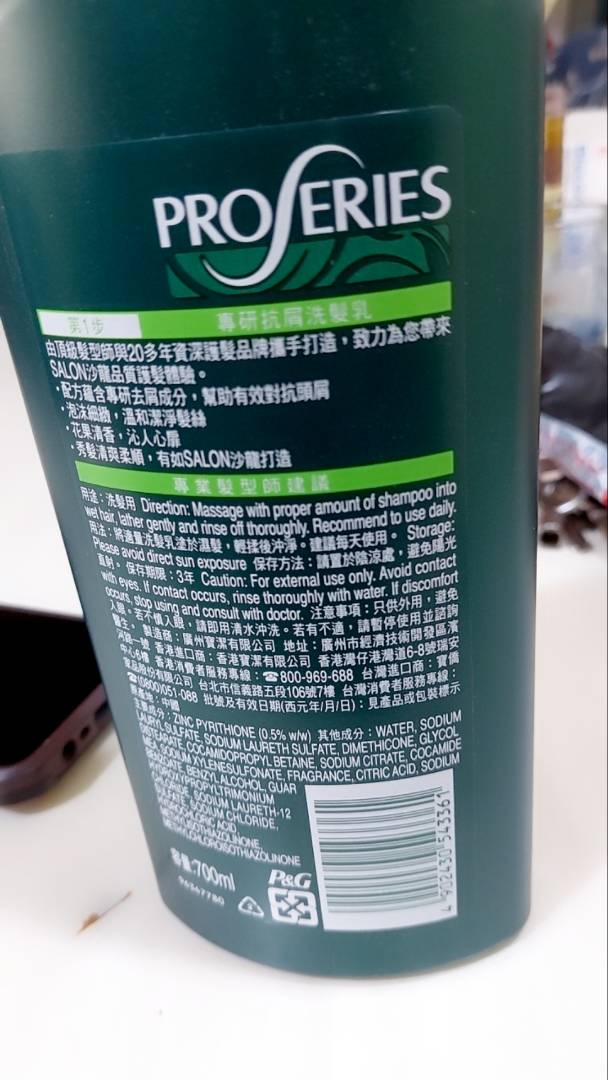 PROSERIES
第1步 專研抗屑洗髮乳
由頂級髮型師與20多年資深護髮品牌攜手打造，致力為您帶來
SALON沙龍品質護髮體驗。
·配方蘊含專研去屑成分，幫助有效對抗頭屑
·泡沫細緻，溫和潔淨髮絲
·花果清香，沁人心扉
·秀髮清爽柔順，有如SALON沙龍打造
專業髮型師建議
用途：洗髮用 Direction: Massage with proper amount of shampoo into
wet hair, lather gently and rinse off thoroughly. Recommend to use daily.
用法：將適量洗髮乳塗於濕髮，輕揉後沖淨。建議每天使用。 Storage:
Please avoid direct sun exposure 保存方法：請置於陰涼處，避免陽光
直射。 保存期限：3年 Caution: For external use only. Avoid contact
with eyes. If contact occurs, rinse thoroughly with water. If discomfort
occurs, stop using and consult with doctor. 注意事項：只供外用，避免
入眼。若不慎入眼，請即用清水沖洗。若有不適，請暫停使用並諮詢
醫生。 製造商：廣州寶潔有限公司 地址：廣州市經濟技術開發區濱
河路一號 香港進口商：香港寶潔有限公司 香港灣仔港灣道6-8號瑞安
中心6樓 香港消費者服務專線：☎800-969-688 台灣進口商：寶僑
家品股份有限公司 台北市信義路五段106號7樓 台灣消費者服務專線：
☎(0800)051-088 批號及有效日期(西元年/月/日)：見產品或包裝標示
原產地：中國
主要成分：ZINC PYRITHIONE (0.5% w/w) 其他成分：WATER, SODIUM
LAURYL SULFATE, SODIUM LAURETH SULFATE, DIMETHICONE, GLYCOL
DISTEARATE, COCAMIDOPROPYL BETAINE, SODIUM CITRATE, COCAMIDE
MEA, SODIUM XYLENESULFONATE, FRAGRANCE, CITRIC ACID, SODIUM
BENZOATE, BENZYL ALCOHOL, GUAR
HYDROXYPROPYLTRIMONIUM
CHLORIDE, SODIUM LAURETH-12
SODIUM CHLORIDE,
HYDROCHLORIC ACID,
METHYLISOTHIAZOLINONE,
METHYLCHLOROISOTHIAZOLINONE
容量:700ml
P&G
96267780
4 902430 543361